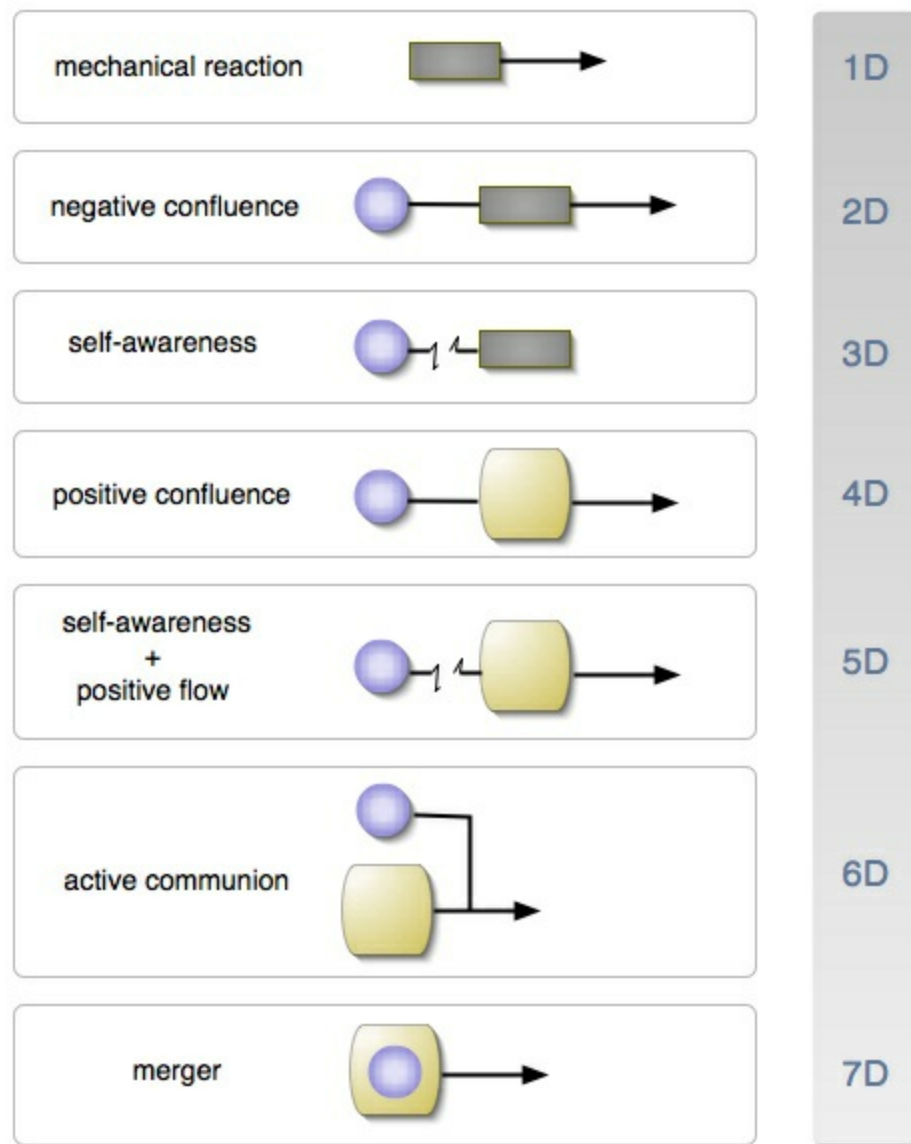 mechanical reaction
1D
negative confluence
2D
self-awareness
3D
positive confluence
4D
self-awareness
+
positive flow
5D
active communion
6D
merger
7D